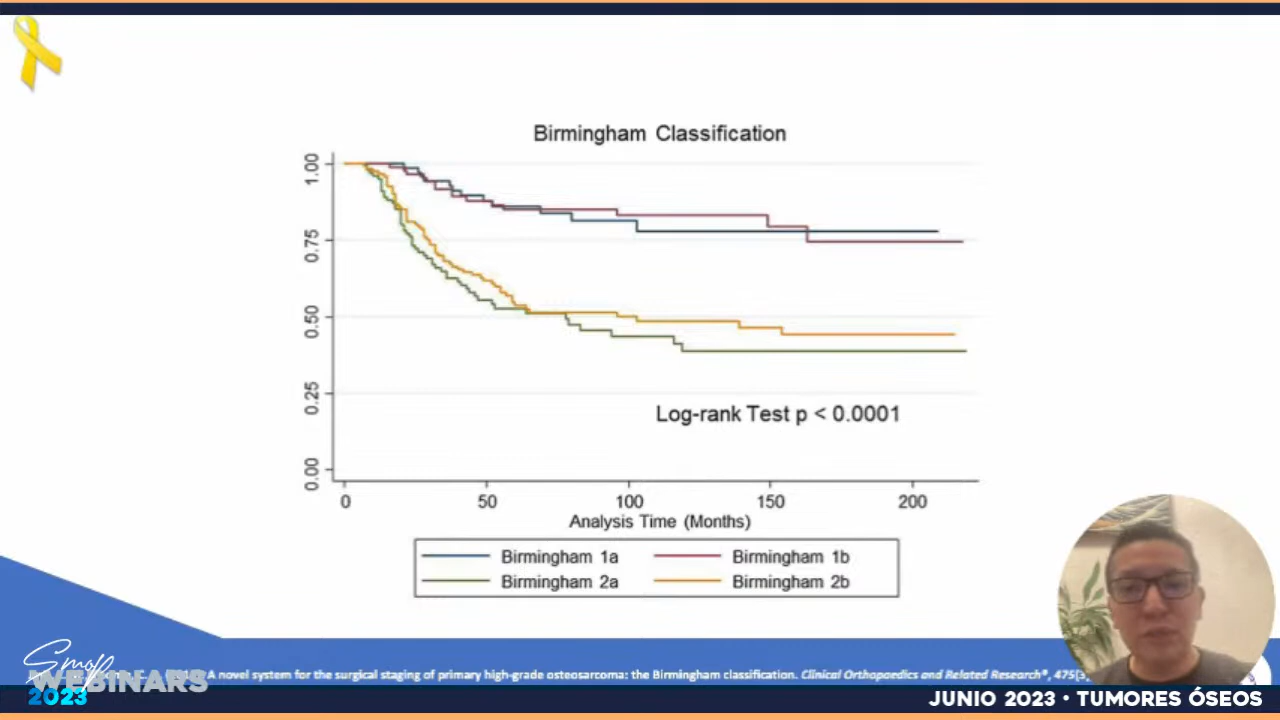 Birmingham Classification
1.00
0.75
0.50
0.25
0.00
Log-rank Test p < 0.0001
0 50 100 150 200
Analysis Time (Months)
Birmingham 1a Birmingham 1b
Birmingham 2a Birmingham 2b
A novel system for the surgical staging of primary high-grade osteosarcoma: the Birmingham classification. Clinical Orthopaedics and Related Research®, 475(3
Smop
WEBINARS
2023
JUNIO 2023 • TUMORES ÓSEOS